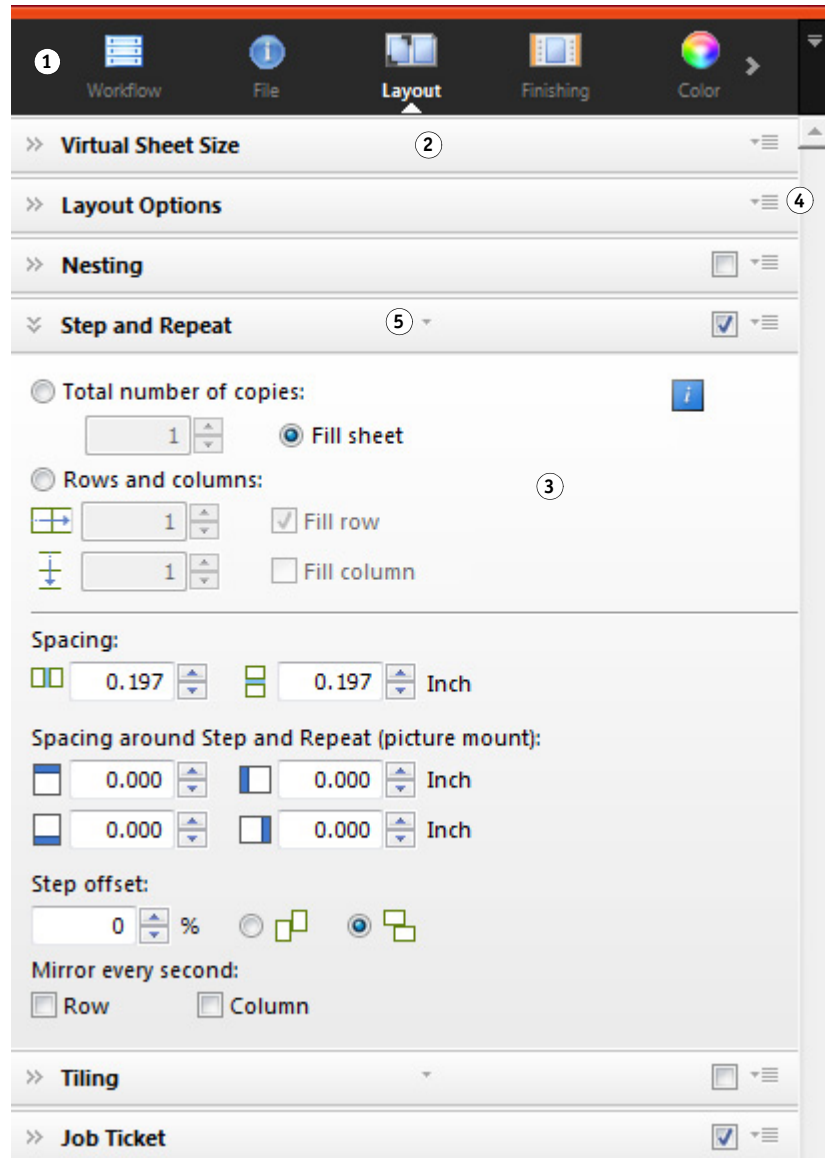 1
Workflow File Layout Finishing Color
Virtual Sheet Size 2
Layout Options 4
Nesting
Step and Repeat 5
Total number of copies: i
1 Fill sheet
Rows and columns: 3
1 Fill row
1 Fill column
Spacing:
0.197 0.197 Inch
Spacing around Step and Repeat (picture mount):
0.000 0.000 Inch
0.000 0.000 Inch
Step offset:
0 %
Mirror every second:
Row Column
Tiling
Job Ticket